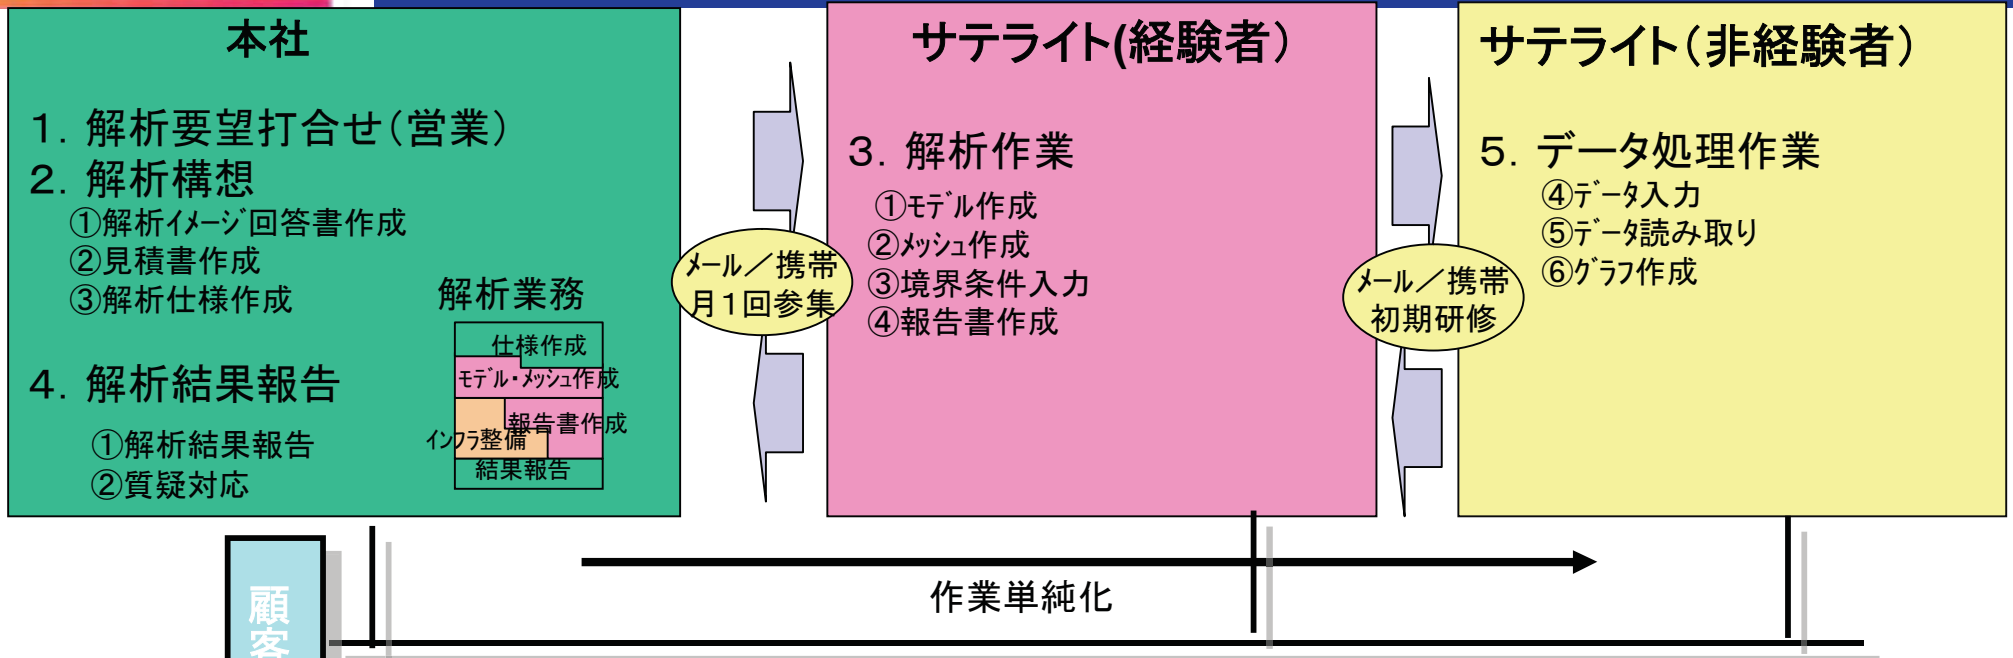 本社
1．解析要望打合せ（営業）
2．解析構想
①解析ｲﾒｰｼﾞ回答書作成
②見積書作成
③解析仕様作成
解析業務
仕様作成
ﾓﾃﾞﾙ・ﾒｯｼｭ作成
報告書作成
ｲﾝﾌﾗ整備
結果報告
4．解析結果報告
①解析結果報告
②質疑対応
ﾒｰﾙ／携帯
月1回参集
サテライト(経験者）
3．解析作業
①ﾓﾃﾞﾙ作成
②ﾒｯｼｭ作成
③境界条件入力
④報告書作成
ﾒｰﾙ／携帯
初期研修
サテライト（非経験者）
5．データ処理作業
④ﾃﾞｰﾀ入力
⑤ﾃﾞｰﾀ読み取り
⑥ｸﾞﾗﾌ作成
作業単純化
顧客